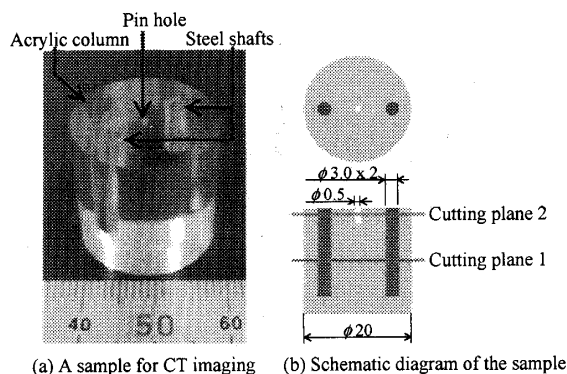 Pin hole
Acrylic column
Steel shafts
40 50 60
(a) A sample for CT imaging
ϕ3.0 x 2
ϕ0.5
Cutting plane 2
Cutting plane 1
ϕ20
(b) Schematic diagram of the sample